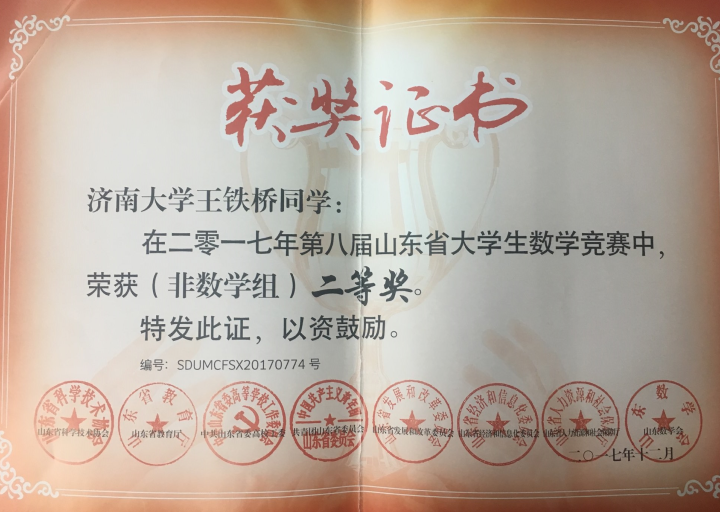 获奖证书
济南大学王铁桥同学：
在二零一七年第八届山东省大学生数学竞赛中，
荣获（非数学组）二等奖。
特发此证，以资鼓励。
编号：SDUMCFSX20170774 号
山东省科学技术协会 山东省教育厅 中共山东省委高校工委 共青团山东省委员会 山东省发展和改革委员会 山东省经济和信息化委员会 山东省人力资源和社会保障厅 山东数学会
二〇一七年十二月